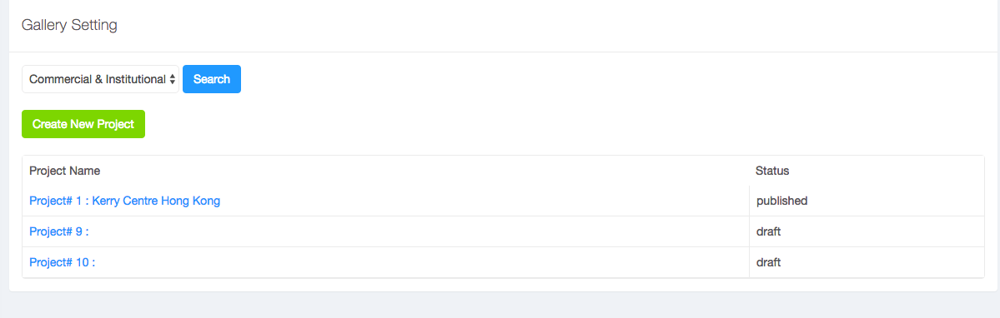 Gallery Setting
Commercial & Institutional Search
Create New Project
Project Name Status
Project# 1 : Kerry Centre Hong Kong published
Project# 9 : draft
Project# 10 : draft